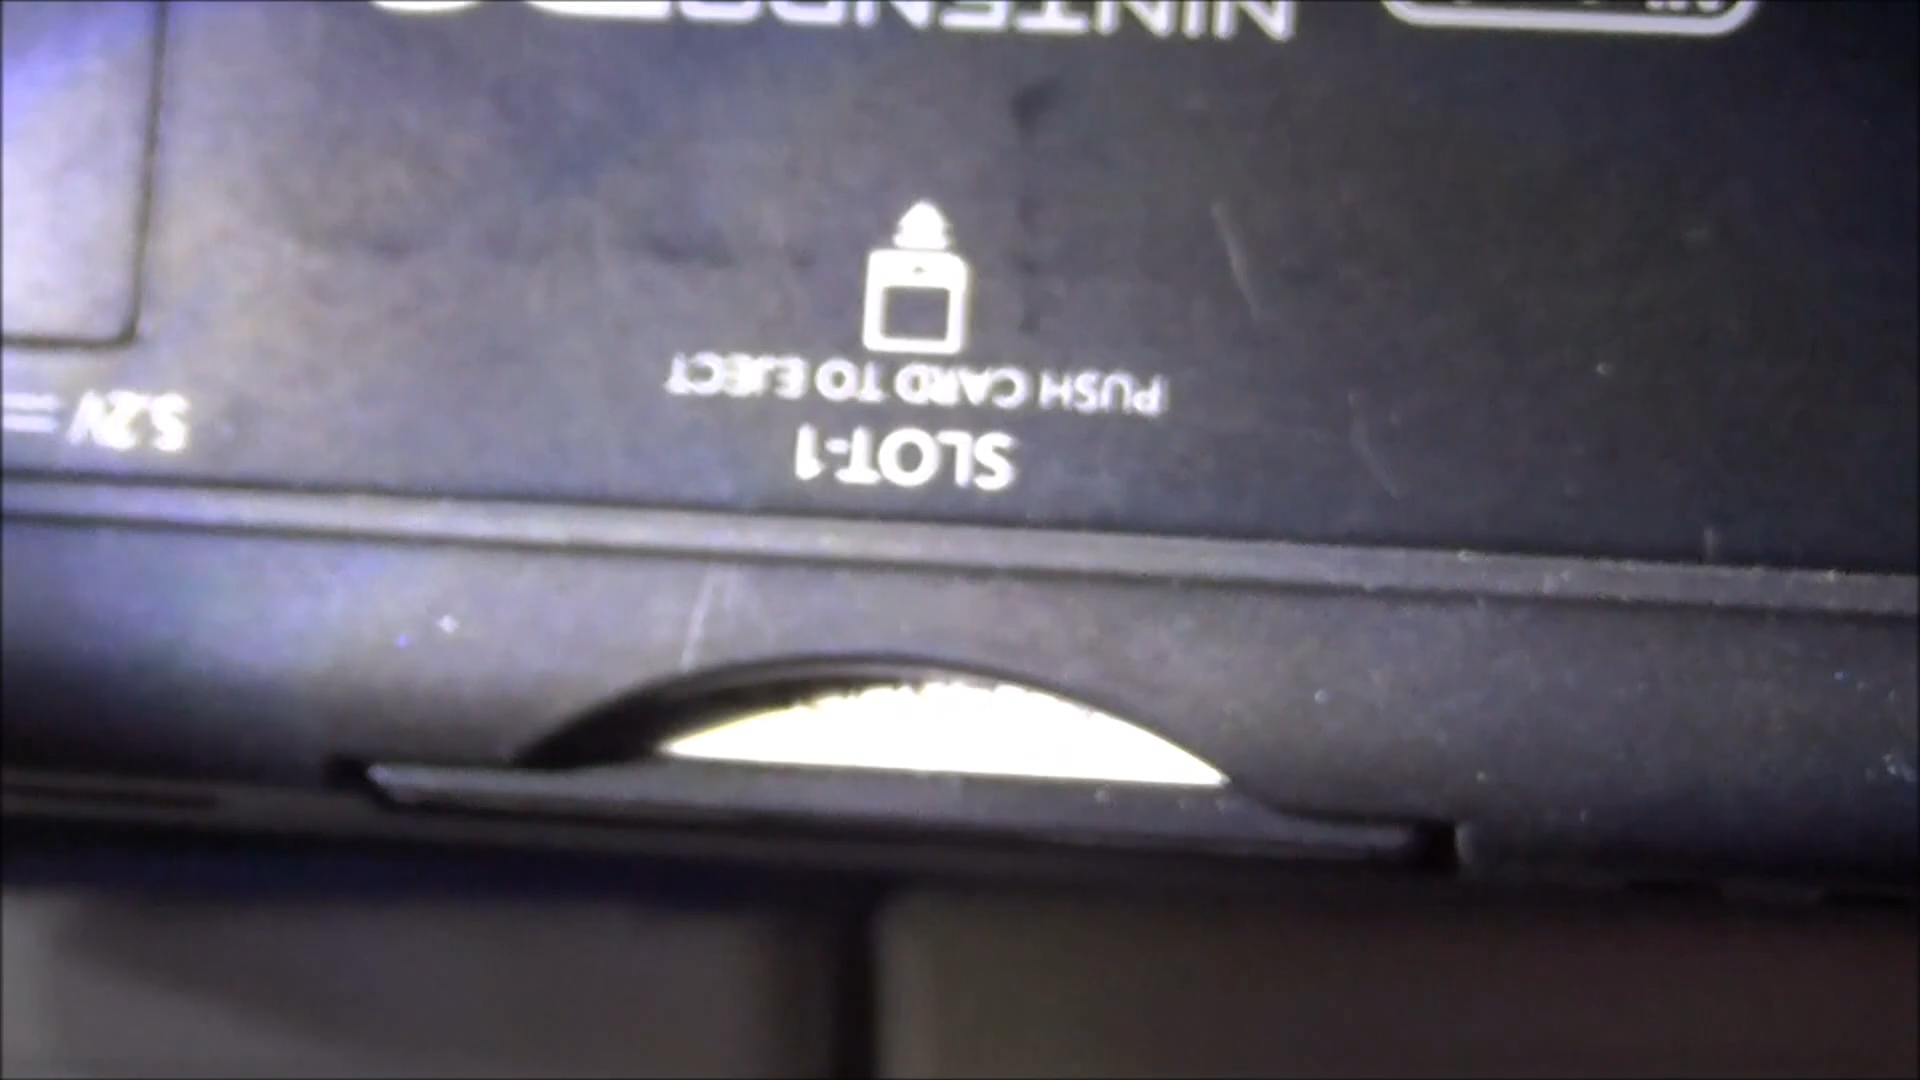 SLOT-1
PUSH CARD TO EJECT
5.2V
NINTENDO